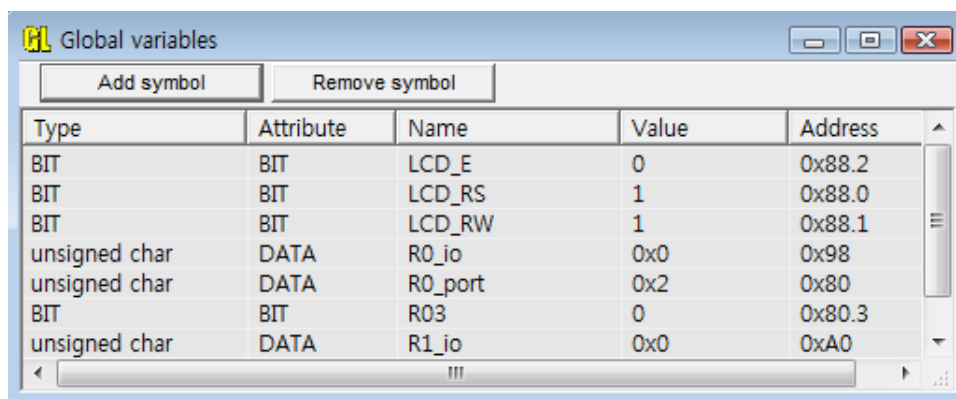 GL Global variables
Add symbol Remove symbol
Type Attribute Name Value Address
BIT BIT LCD_E 0 0x88.2
BIT BIT LCD_RS 1 0x88.0
BIT BIT LCD_RW 1 0x88.1
unsigned char DATA R0_io 0x0 0x98
unsigned char DATA R0_port 0x2 0x80
BIT BIT R03 0 0x80.3
unsigned char DATA R1_io 0x0 0xA0